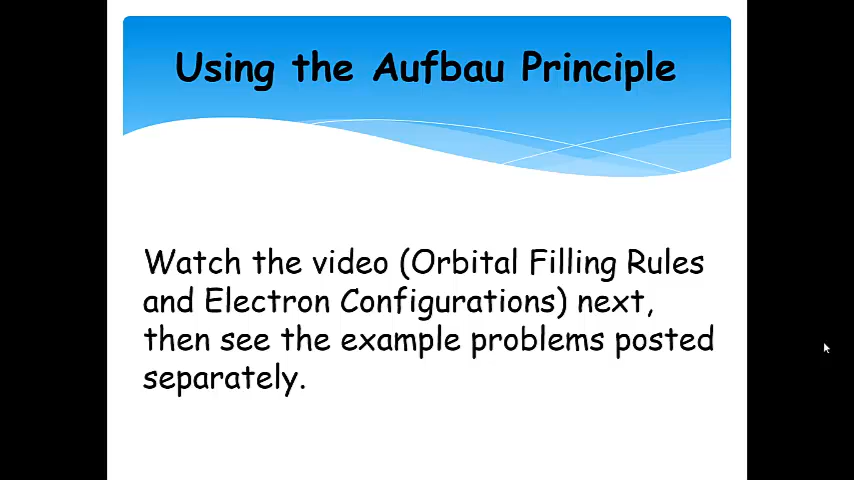 Using the Aufbau Principle
Watch the video (Orbital Filling Rules
and Electron Configurations) next,
then see the example problems posted
separately.